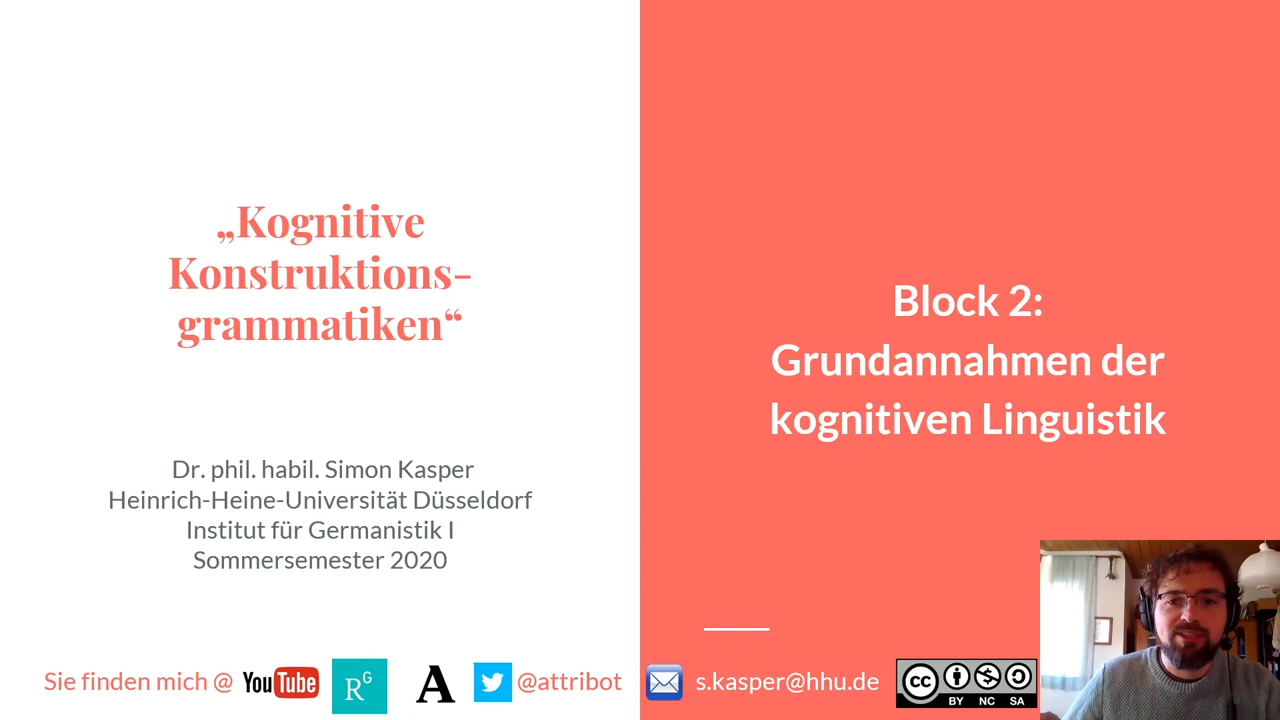 „Kognitive
Konstruktions-
grammatiken“
Dr. phil. habil. Simon Kasper
Heinrich-Heine-Universität Düsseldorf
Institut für Germanistik I
Sommersemester 2020
Block 2:
Grundannahmen der
kognitiven Linguistik
Sie finden mich @ YouTube RG A @attribot s.kasper@hhu.de cc BY NC SA